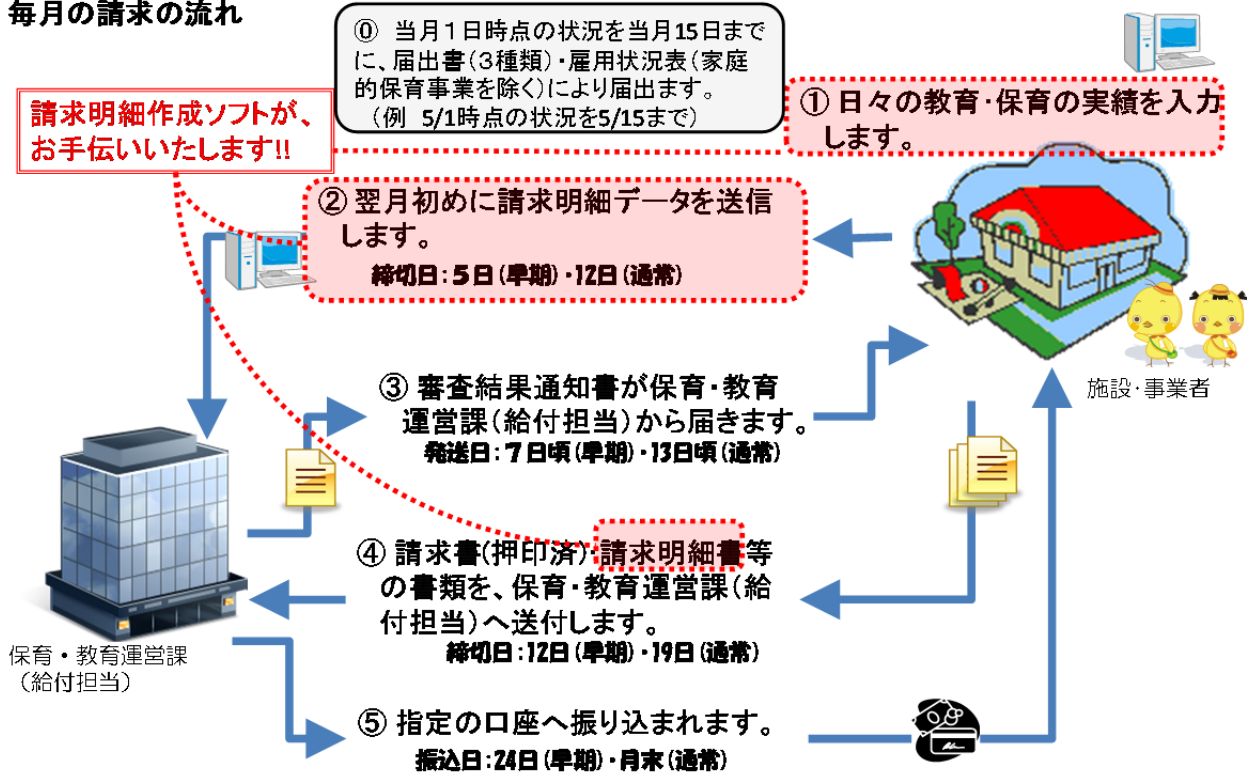 毎月の請求の流れ
⓪ 当月１日時点の状況を当月15日まで
に、届出書(３種類)・雇用状況表(家庭
的保育事業を除く)により届出ます。
(例 5/1時点の状況を5/15まで)
請求明細作成ソフトが、
お手伝いいたします!!
① 日々の教育・保育の実績を入力
します。
② 翌月初めに請求明細データを送信
します。
締切日：５日(早期)・12日(通常)
③ 審査結果通知書が保育・教育
運営課(給付担当)から届きます。
発送日：７日頃(早期)・13日頃(通常)
施設・事業者
④ 請求書(押印済)・請求明細書等
の書類を、保育・教育運営課(給
付担当)へ送付します。
締切日：12日(早期)・19日(通常)
保育・教育運営課
(給付担当)
⑤ 指定の口座へ振り込まれます。
振込日：24日(早期)・月末(通常)